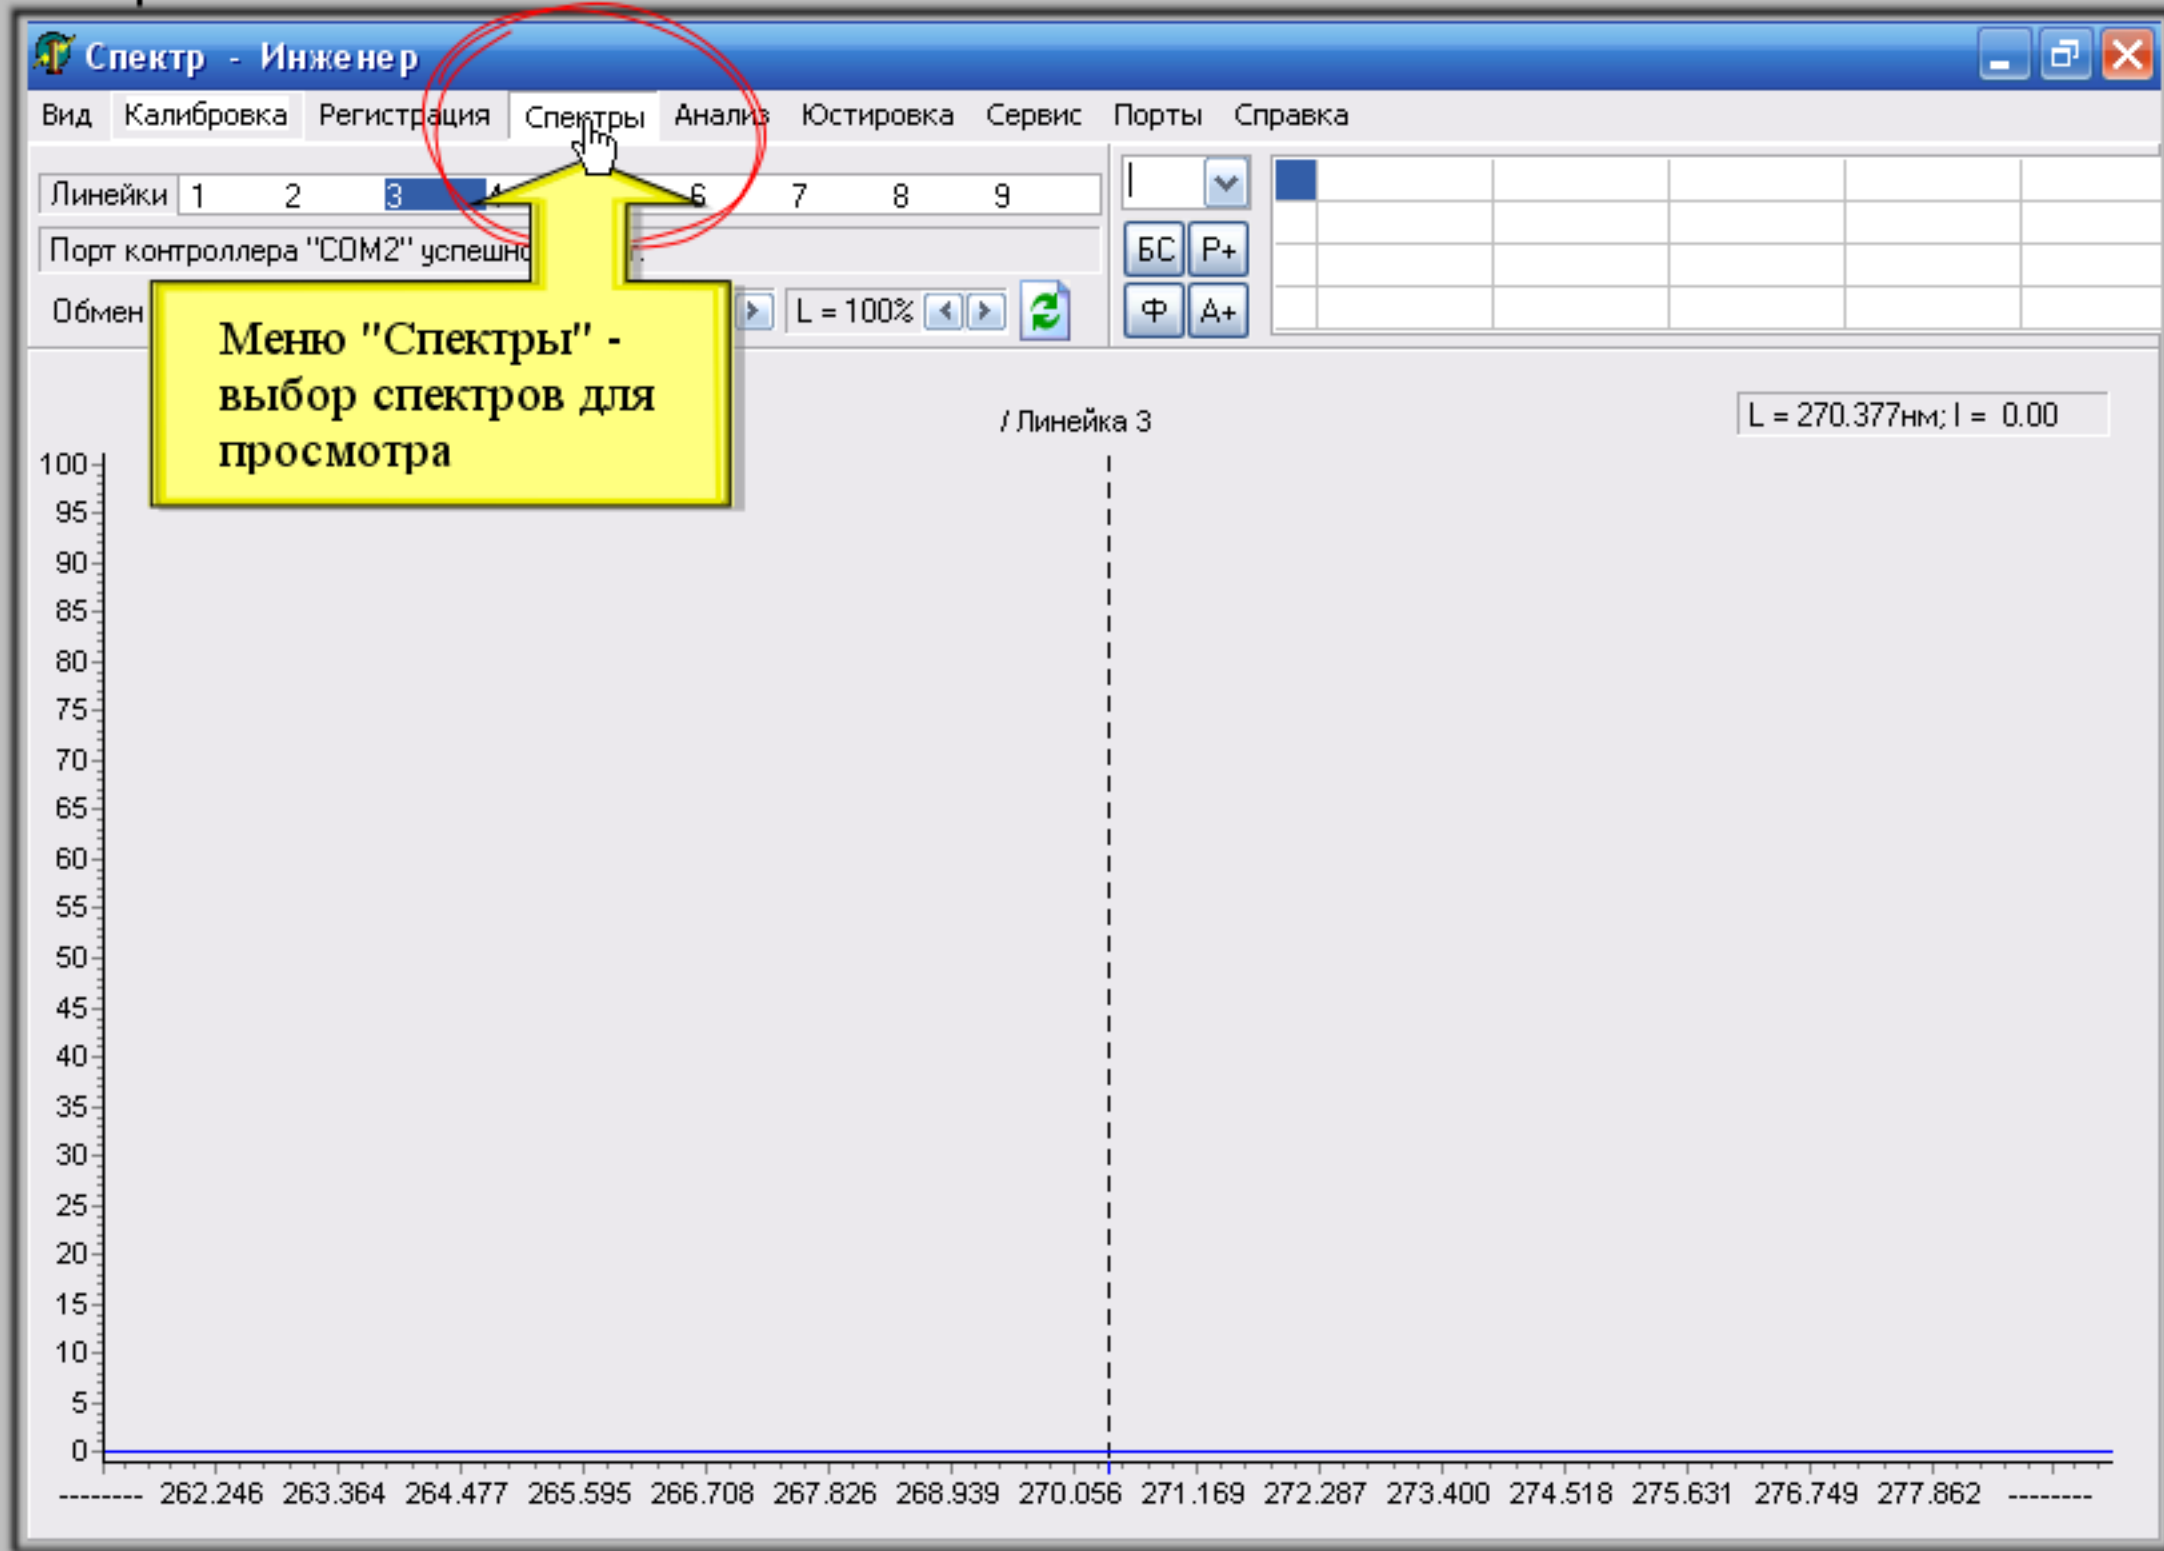 Спектр - Инженер
Вид Калибровка Регистрация Спектры Анализ Юстировка Сервис Порты Справка
Линейки 1 2 3 4 6 7 8 9
Порт контроллера "COM2" успешно
БС Р+
Обмен L = 100% Ф А+
Меню "Спектры" -
выбор спектров для
просмотра
/ Линейка 3
L = 270.377нм; I = 0.00
100
95
90
85
80
75
70
65
60
55
50
45
40
35
30
25
20
15
10
5
0
-------- 262.246 263.364 264.477 265.595 266.708 267.826 268.939 270.056 271.169 272.287 273.400 274.518 275.631 276.749 277.862 --------